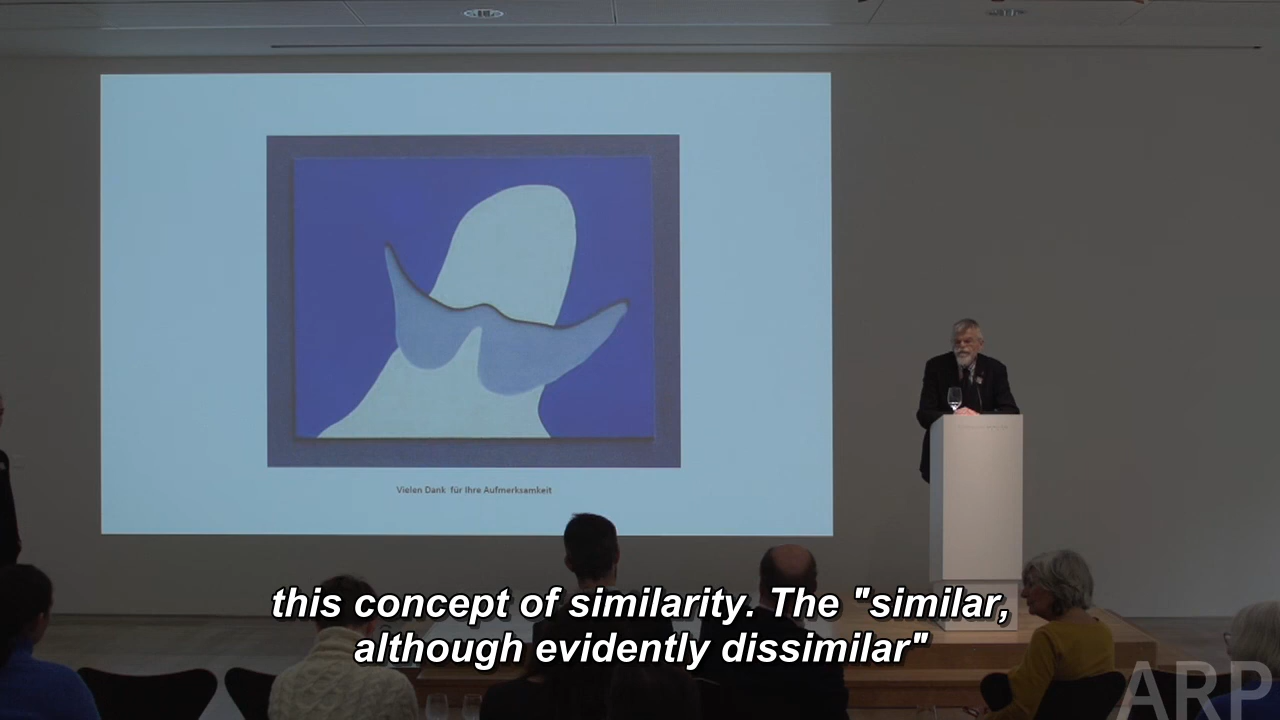 Vielen Dank für Ihre Aufmerksamkeit
this concept of similarity. The "similar,
although evidently dissimilar"
ARP